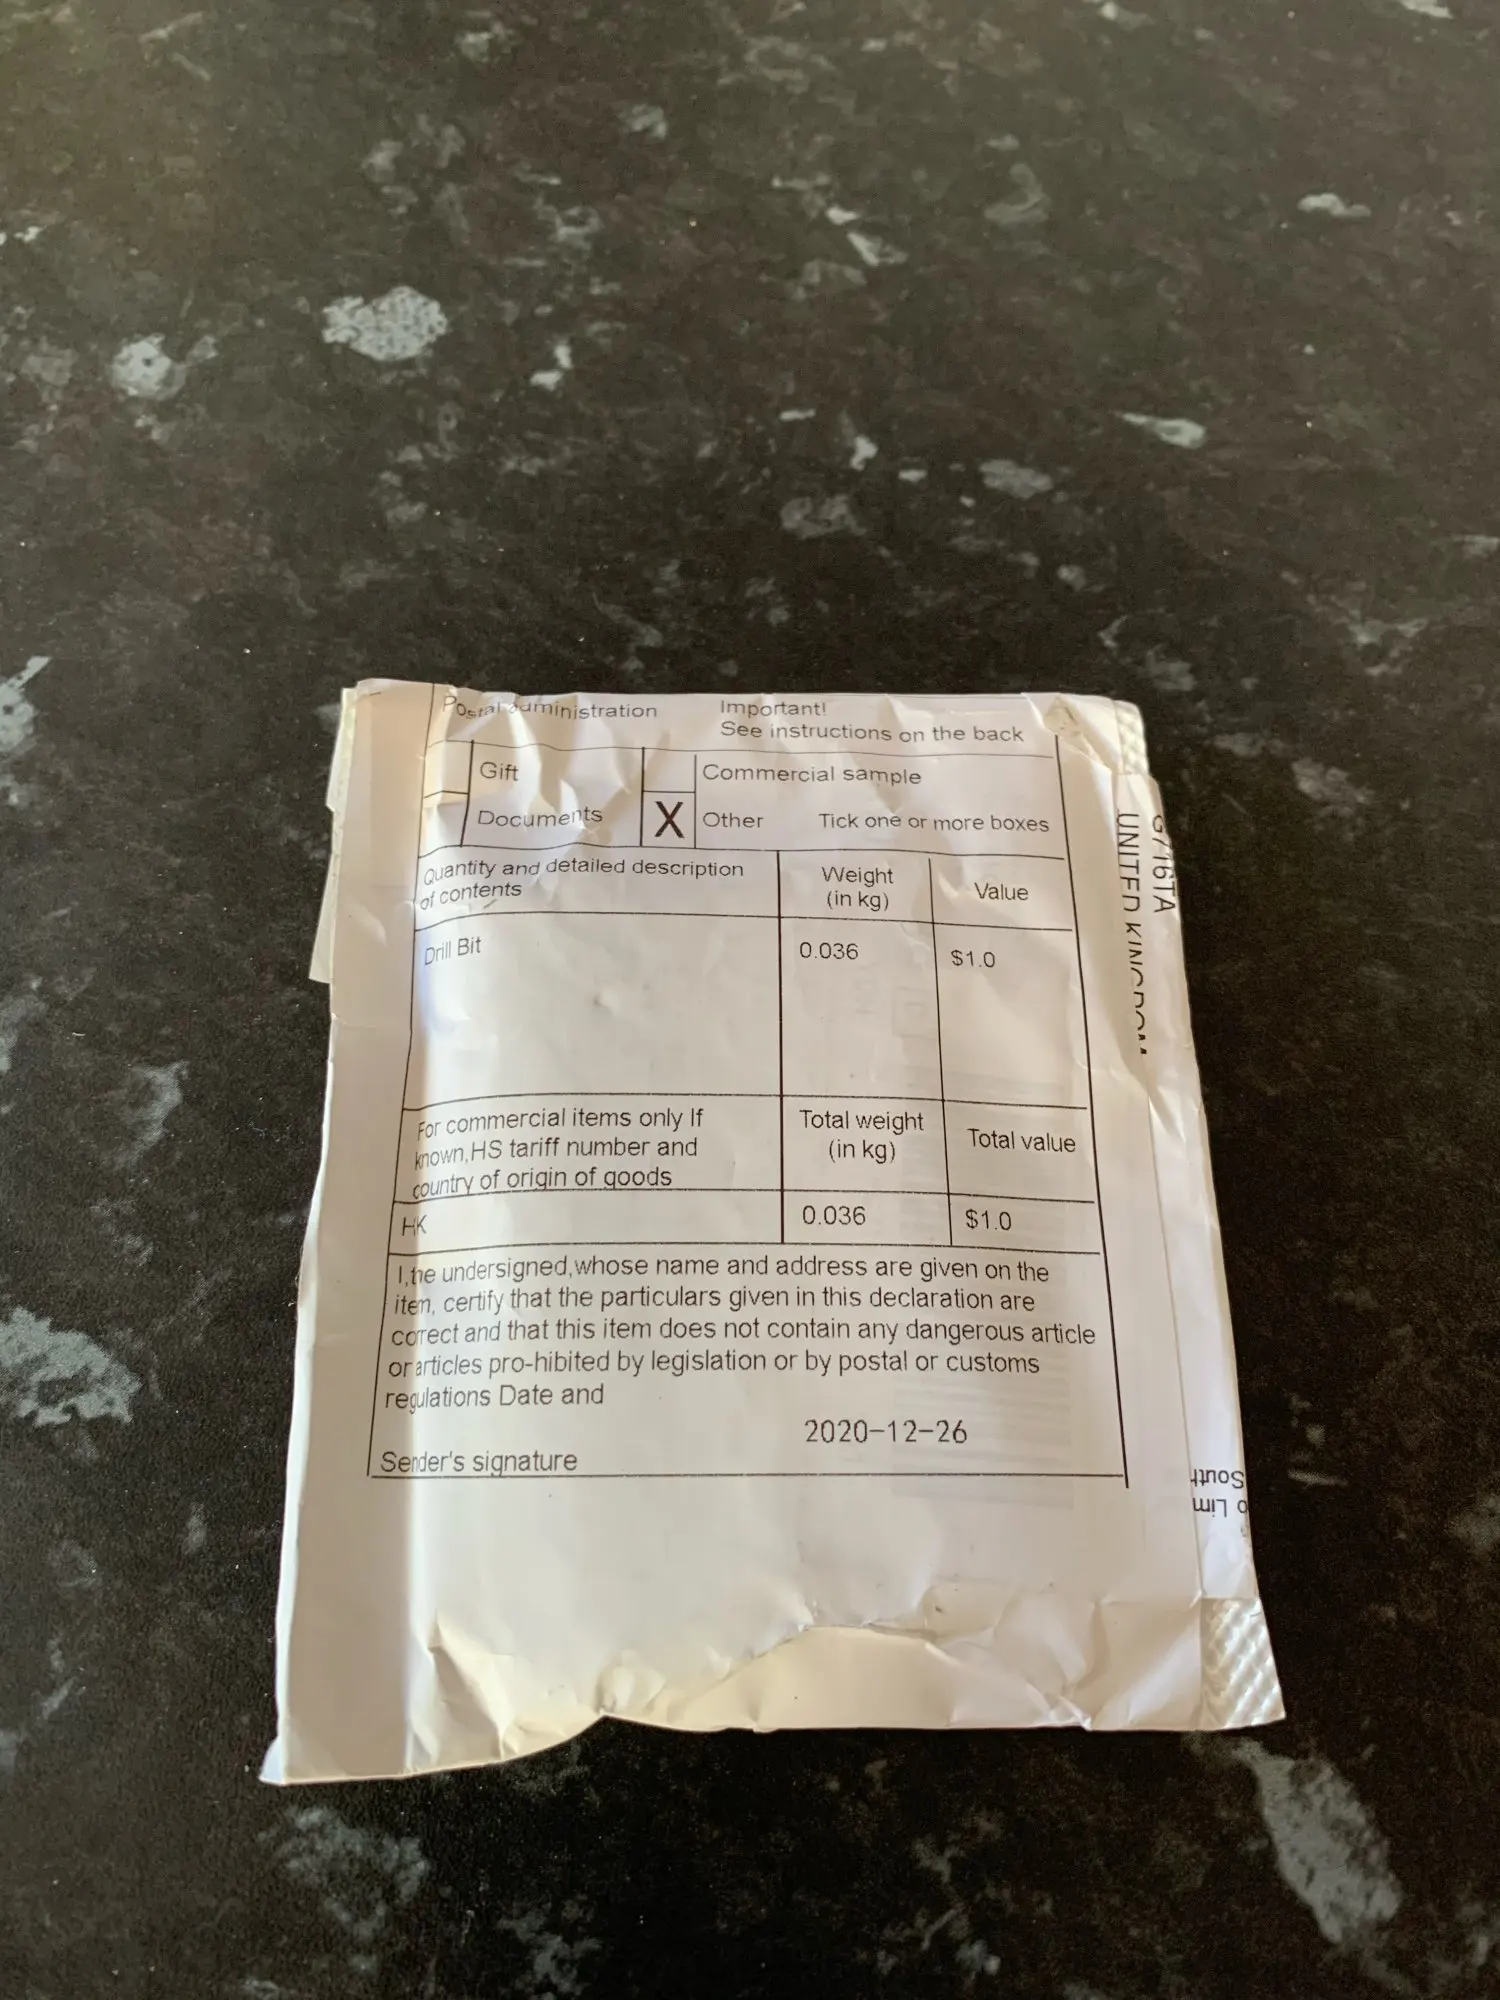 Postal administration
Important!
See instructions on the back
Gift
Commercial sample
Documents
X
Other
Tick one or more boxes
Quantity and detailed description
of contents
Weight
(in kg)
Value
Drill Bit
0.036
$1.0
For commercial items only If
known,HS tariff number and
country of origin of goods
Total weight
(in kg)
Total value
HK
0.036
$1.0
I,the undersigned,whose name and address are given on the
item, certify that the particulars given in this declaration are
correct and that this item does not contain any dangerous article
or articles pro-hibited by legislation or by postal or customs
regulations Date and
2020-12-26
Sender's signature
UNITED KINGDOM
South
o Lim